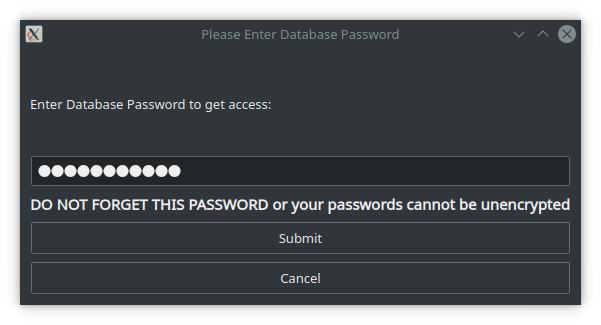 Please Enter Database Password
Enter Database Password to get access:
●●●●●●●●●●●
DO NOT FORGET THIS PASSWORD or your passwords cannot be unencrypted
Submit
Cancel